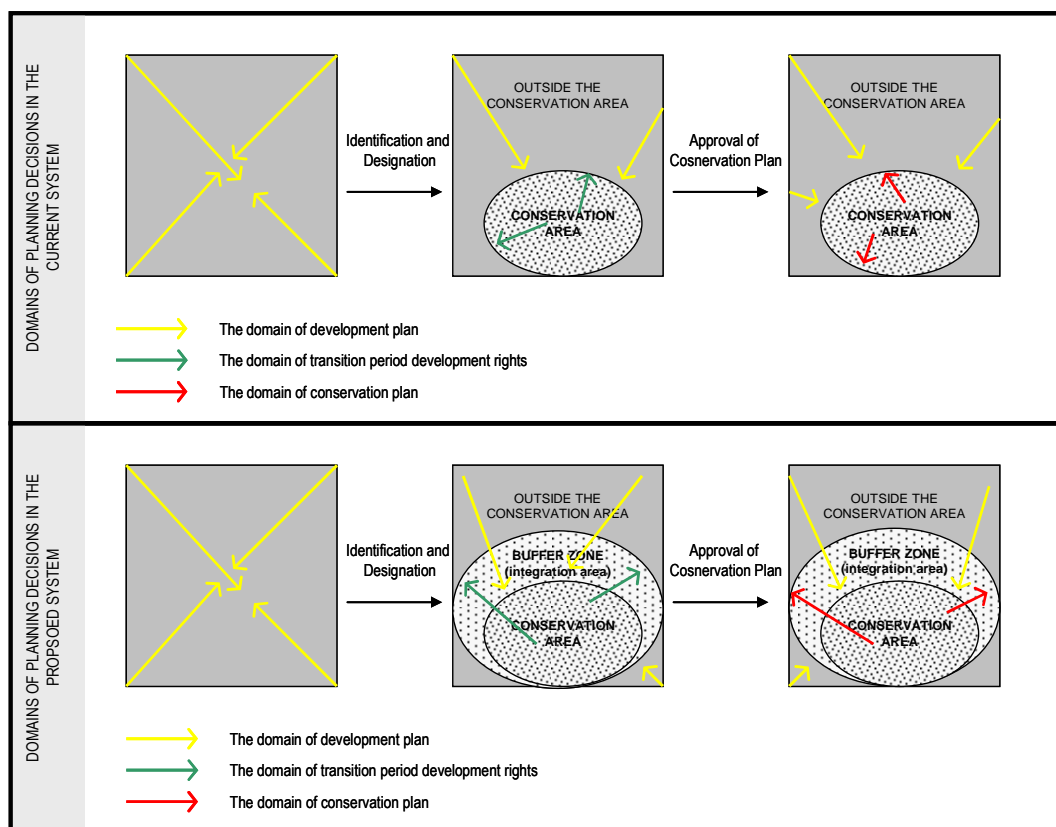 DOMAINS OF PLANNING DECISIONS IN THE
CURRENT SYSTEM
Identification and
Designation
OUTSIDE THE
CONSERVATION AREA
CONSERVATION
AREA
Approval of
Cosnervation Plan
OUTSIDE THE
CONSERVATION AREA
CONSERVATION
AREA
The domain of development plan
The domain of transition period development rights
The domain of conservation plan
DOMAINS OF PLANNING DECISIONS IN THE
PROPSOED SYSTEM
Identification and
Designation
OUTSIDE THE
CONSERVATION AREA
BUFFER ZONE
(integration area)
CONSERVATION
AREA
Approval of
Cosnervation Plan
OUTSIDE THE
CONSERVATION AREA
BUFFER ZONE
(integration area)
CONSERVATION
AREA
The domain of development plan
The domain of transition period development rights
The domain of conservation plan